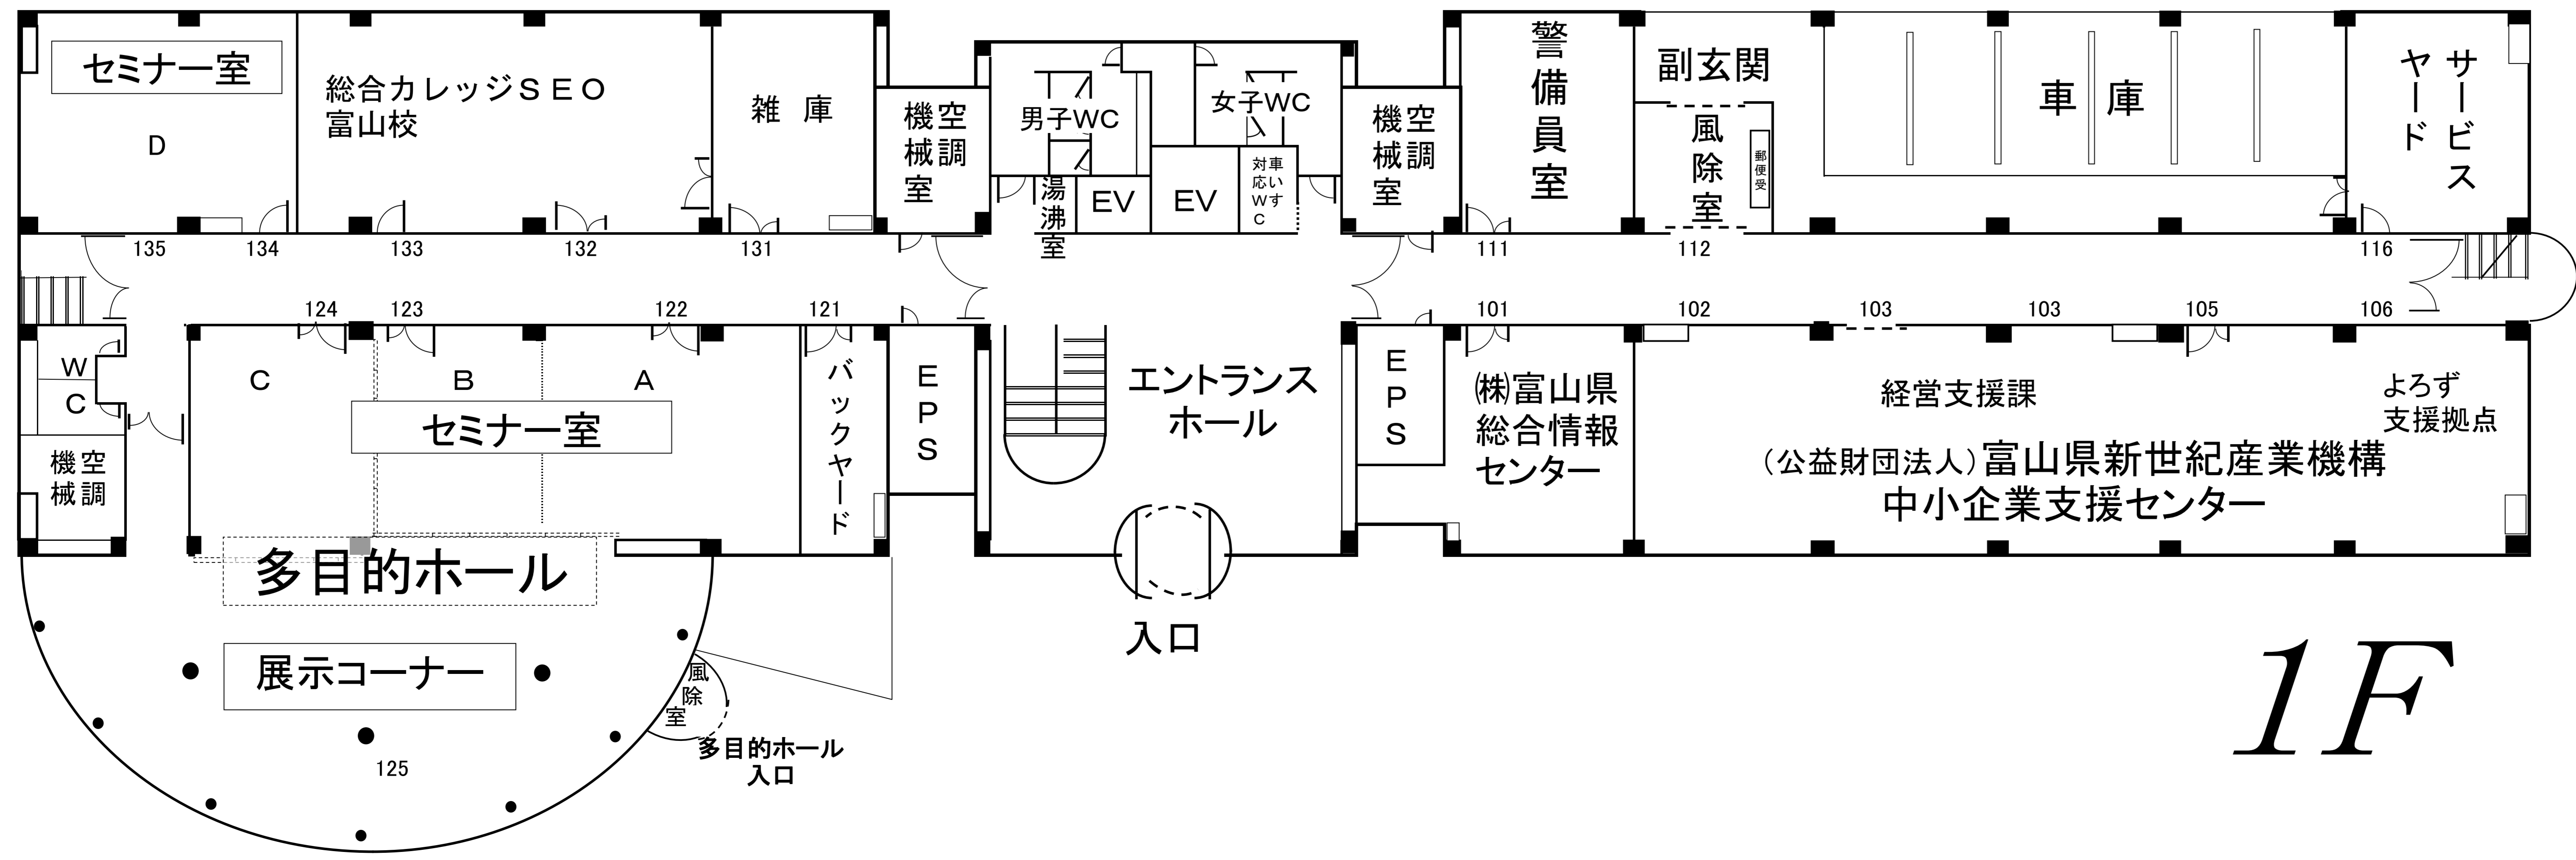 セミナー室
D
総合カレッジＳＥＯ
富山校
雑 庫
空調
機械室
男子WC
湯沸室
EV
女子WC
EV
車いす
対応ＷＣ
空調
機械室
警備員室
副玄関
風除室
郵便受
車 庫
サービス
ヤード
135
134
133
132
131
111
112
116
124
123
122
121
101
102
103
103
105
106
ＷＣ
空調
機械
C
B
A
セミナー室
バックヤード
ＥＰＳ
エントランス
ホール
ＥＰＳ
㈱富山県
総合情報
センター
経営支援課
よろず
支援拠点
（公益財団法人）富山県新世紀産業機構
中小企業支援センター
多目的ホール
展示コーナー
125
風除室
多目的ホール
入口
入口
1F